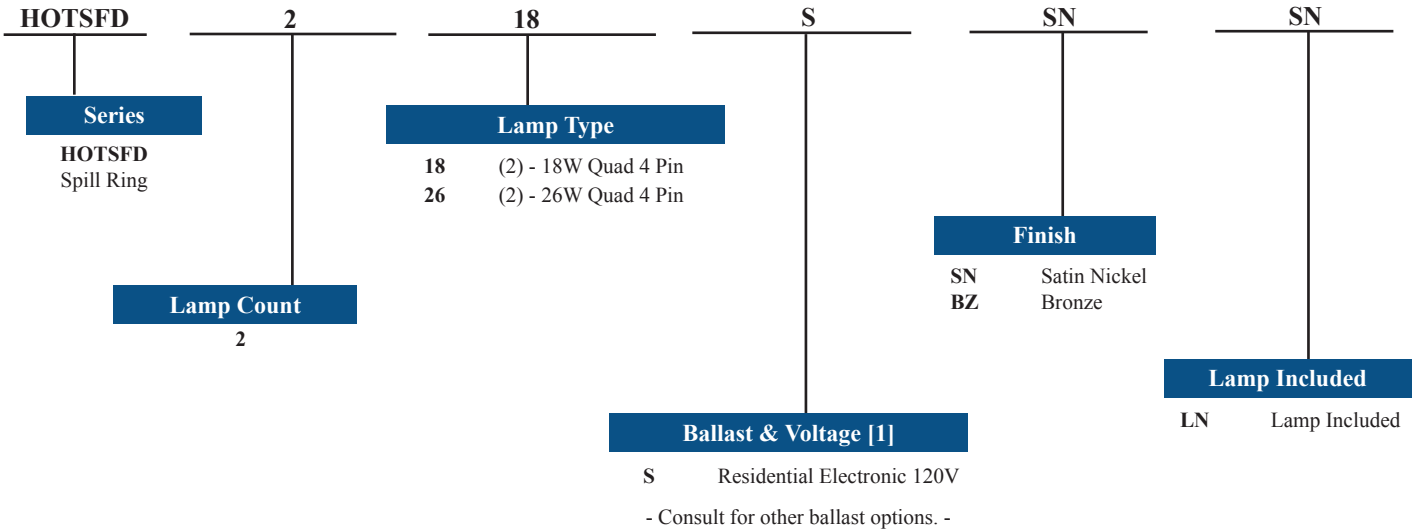 HOTSFD 2 18 S SN SN
Series
HOTSFD
Spill Ring
Lamp Count
2
Lamp Type
18 (2) - 18W Quad 4 Pin
26 (2) - 26W Quad 4 Pin
Ballast & Voltage [1]
S Residential Electronic 120V
- Consult for other ballast options. -
Finish
SN Satin Nickel
BZ Bronze
Lamp Included
LN Lamp Included